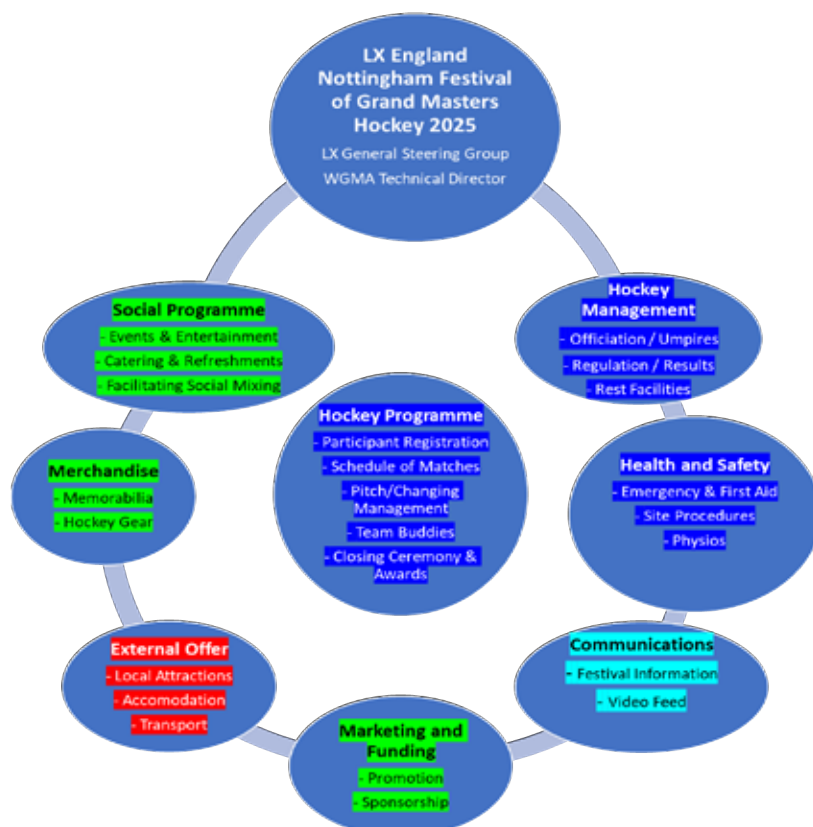 LX England
Nottingham Festival
of Grand Masters
Hockey 2025
LX General Steering Group
WGMA Technical Director
Hockey
Management
- Officiation / Umpires
- Regulation / Results
- Rest Facilities
Health and Safety
- Emergency & First Aid
- Site Procedures
- Physios
Communications
- Festival Information
- Video Feed
Marketing and
Funding
- Promotion
- Sponsorship
External Offer
- Local Attractions
- Accomodation
- Transport
Merchandise
- Memorabilia
- Hockey Gear
Social Programme
- Events & Entertainment
- Catering & Refreshments
- Facilitating Social Mixing
Hockey Programme
- Participant Registration
- Schedule of Matches
- Pitch/Changing
Management
- Team Buddies
- Closing Ceremony &
Awards